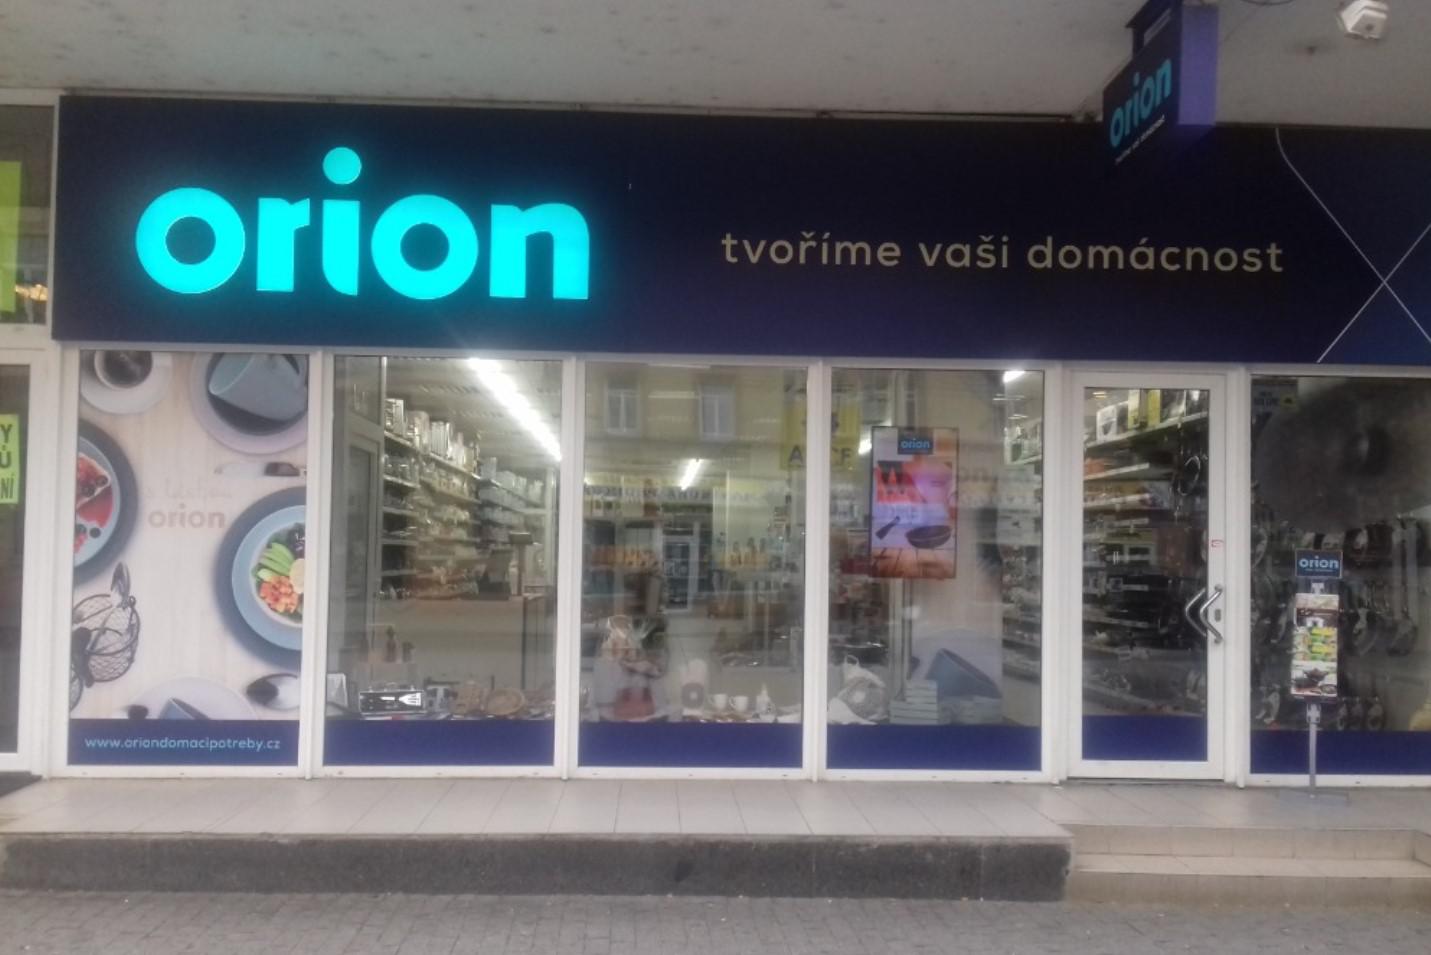 orion
tvoříme vaši domácnost
orion
orion
orion
orion
www.oriondomacipotreby.cz